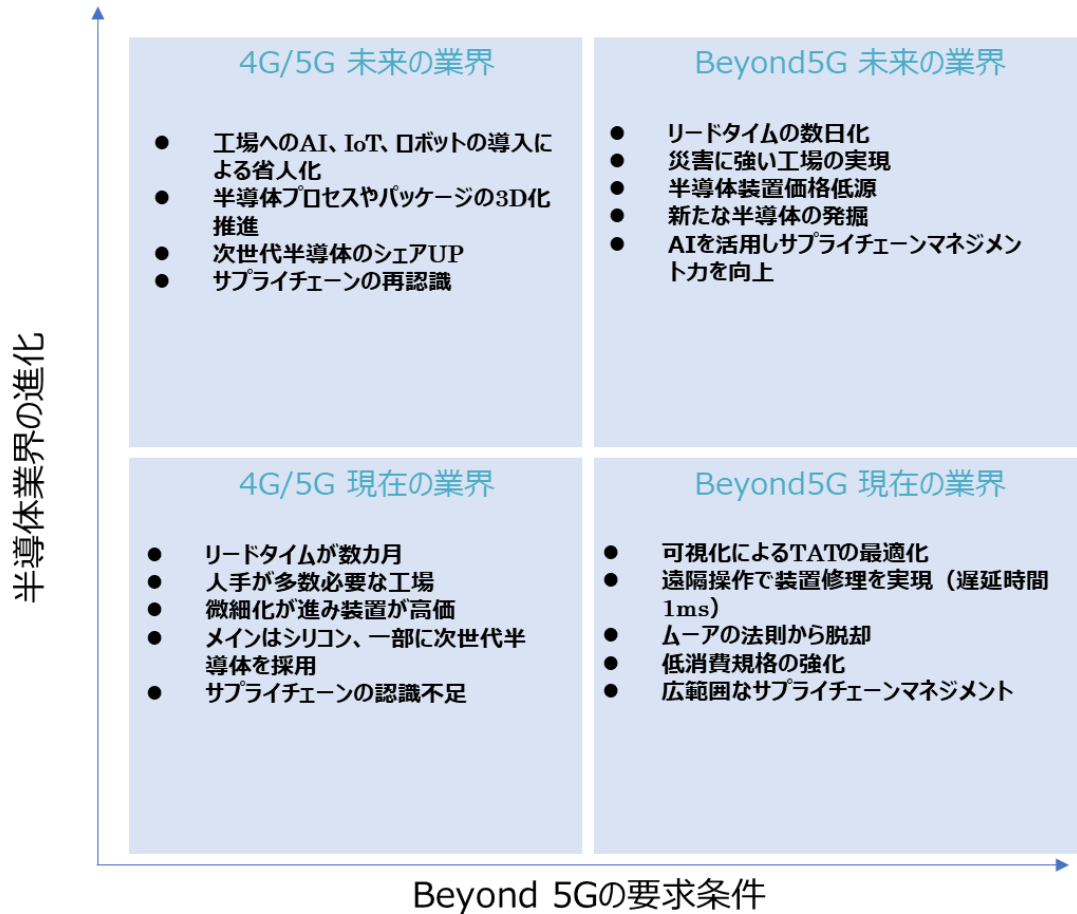 4G/5G 未来の業界
● 工場へのAI、IoT、ロボットの導入に
よる省人化
● 半導体プロセスやパッケージの3D化
推進
● 次世代半導体のシェアUP
● サプライチェーンの再認識
Beyond5G 未来の業界
● リードタイムの数日化
● 災害に強い工場の実現
● 半導体装置価格低源
● 新たな半導体の発掘
● AIを活用しサプライチェーンマネジメン
ト力を向上
半導体業界の進化
4G/5G 現在の業界
● リードタイムが数カ月
● 人手が多数必要な工場
● 微細化が進み装置が高価
● メインはシリコン、一部に次世代半
導体を採用
● サプライチェーンの認識不足
Beyond5G 現在の業界
● 可視化によるTATの最適化
● 遠隔操作で装置修理を実現（遅延時間
1ms）
● ムーアの法則から脱却
● 低消費規格の強化
● 広範囲なサプライチェーンマネジメント
Beyond 5Gの要求条件